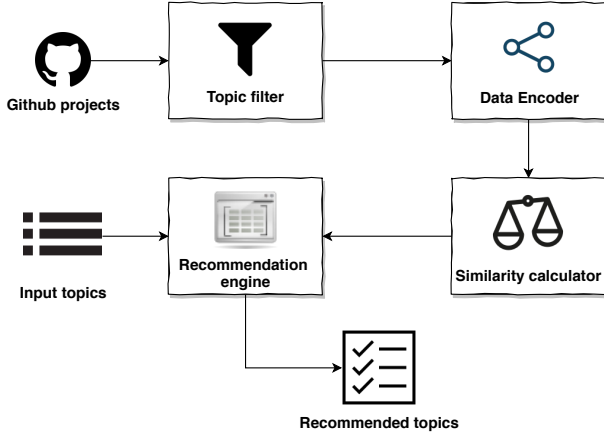 Github projects
Topic filter
Data Encoder
Input topics
Recommendation
engine
Similarity calculator
Recommended topics